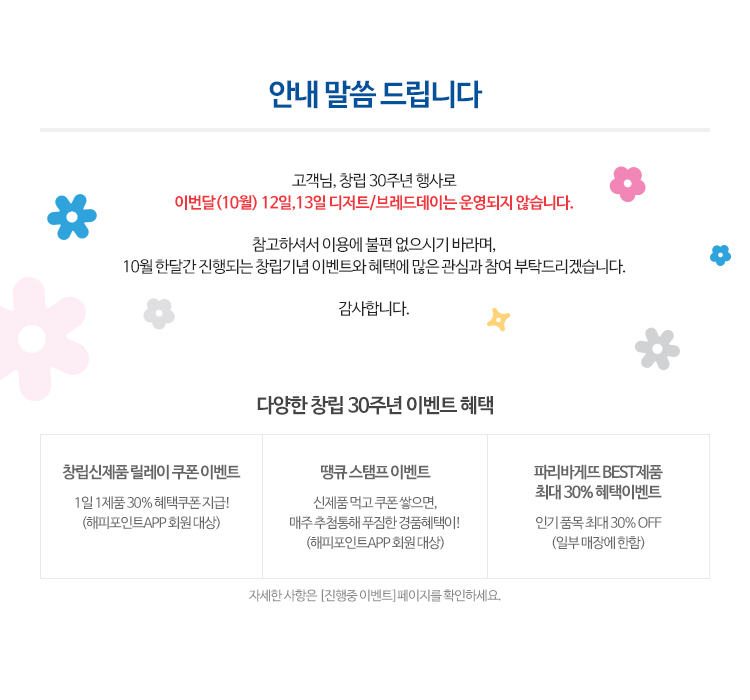 안내 말씀 드립니다
고객님, 창립 30주년 행사로
이번달(10월) 12일,13일 디저트/브레드데이는 운영되지 않습니다.
참고하셔서 이용에 불편 없으시기 바라며,
10월 한달간 진행되는 창립기념 이벤트와 혜택에 많은 관심과 참여 부탁드리겠습니다.
감사합니다.
다양한 창립 30주년 이벤트 혜택
창립신제품 릴레이 쿠폰 이벤트
1일 1제품 30% 혜택쿠폰 지급!
(해피포인트APP 회원 대상)
땡큐 스탬프 이벤트
신제품 먹고 쿠폰 쌓으면,
매주 추첨통해 푸짐한 경품혜택이!
(해피포인트APP 회원 대상)
파리바게뜨 BEST제품
최대 30% 혜택이벤트
인기 품목 최대 30% OFF
(일부 매장에 한함)
자세한 사항은 [진행중 이벤트] 페이지를 확인하세요.